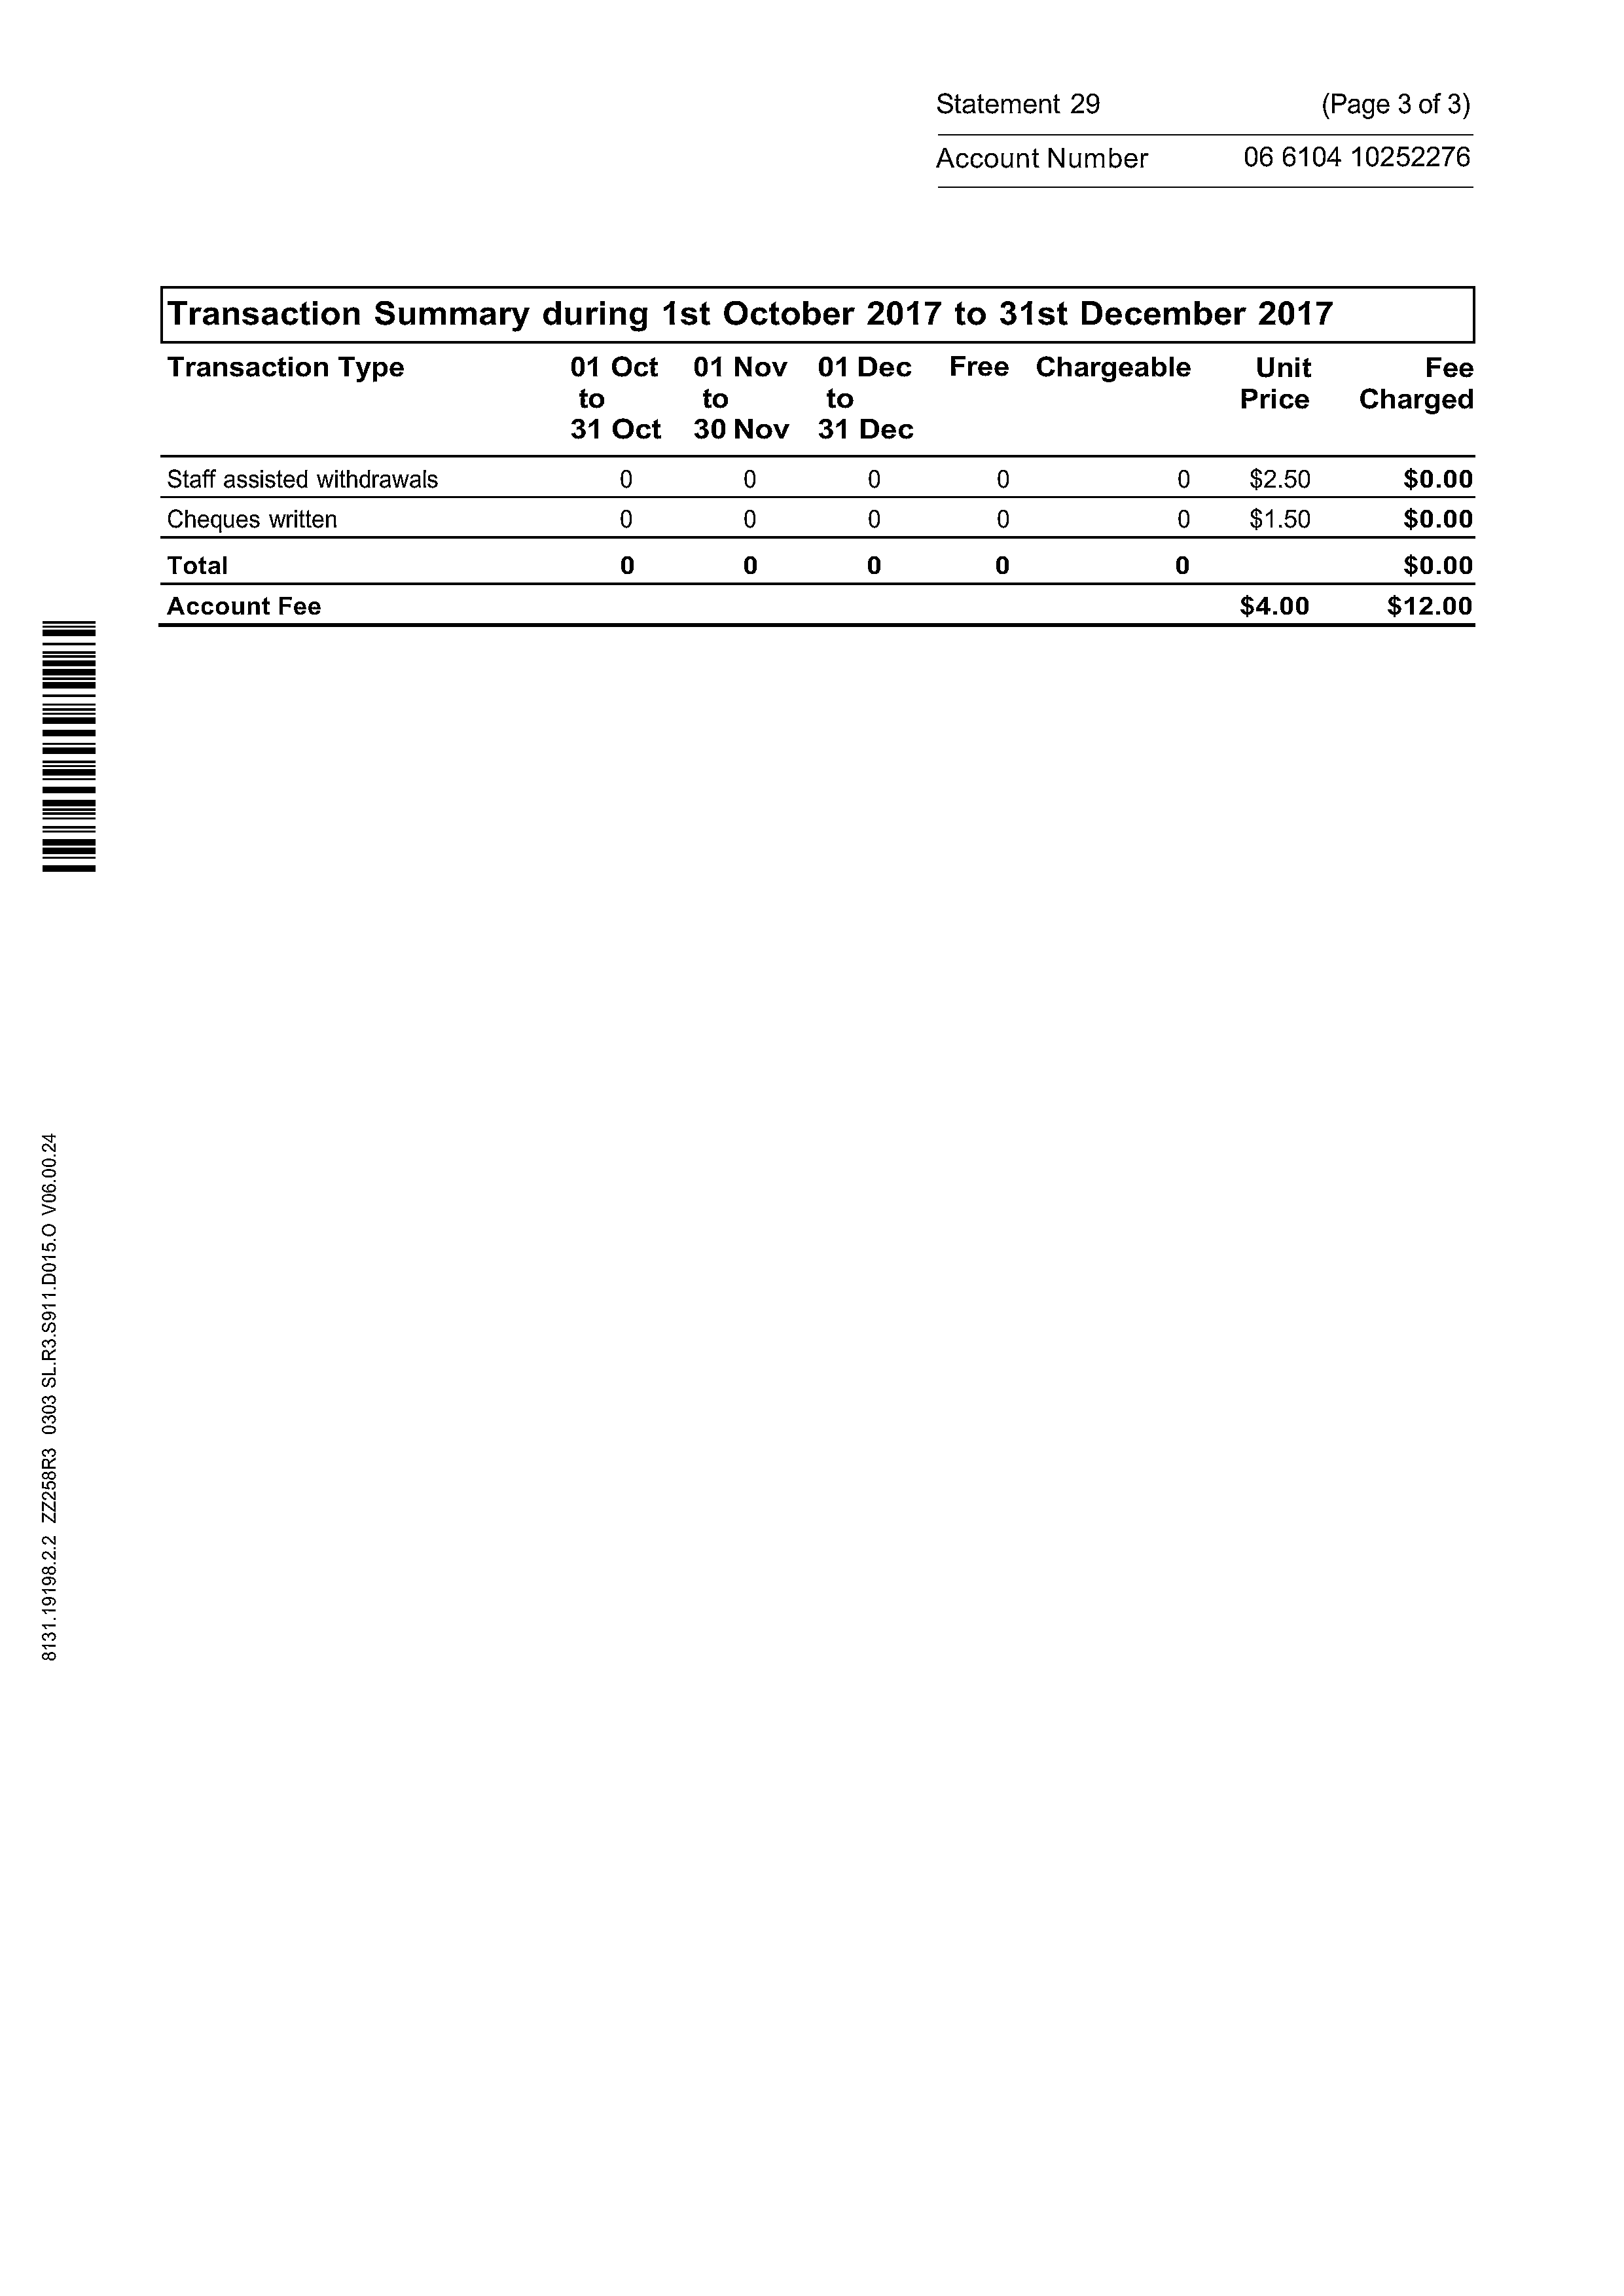 Statement 29 (Page 3 of 3)
Account Number 06 6104 10252276
Transaction Summary during 1st October 2017 to 31st December 2017
Transaction Type 01 Oct 01 Nov 01 Dec Free Chargeable Unit Fee
to to to Price Charged
31 Oct 30 Nov 31 Dec
Staff assisted withdrawals 0 0 0 0 0 $2.50 $0.00
Cheques written 0 0 0 0 0 $1.50 $0.00
Total 0 0 0 0 0 $0.00
Account Fee $4.00 $12.00
8131.19198.2.2 ZZ258R3 0303 SL.R3.S911.D015.O V06.00.24